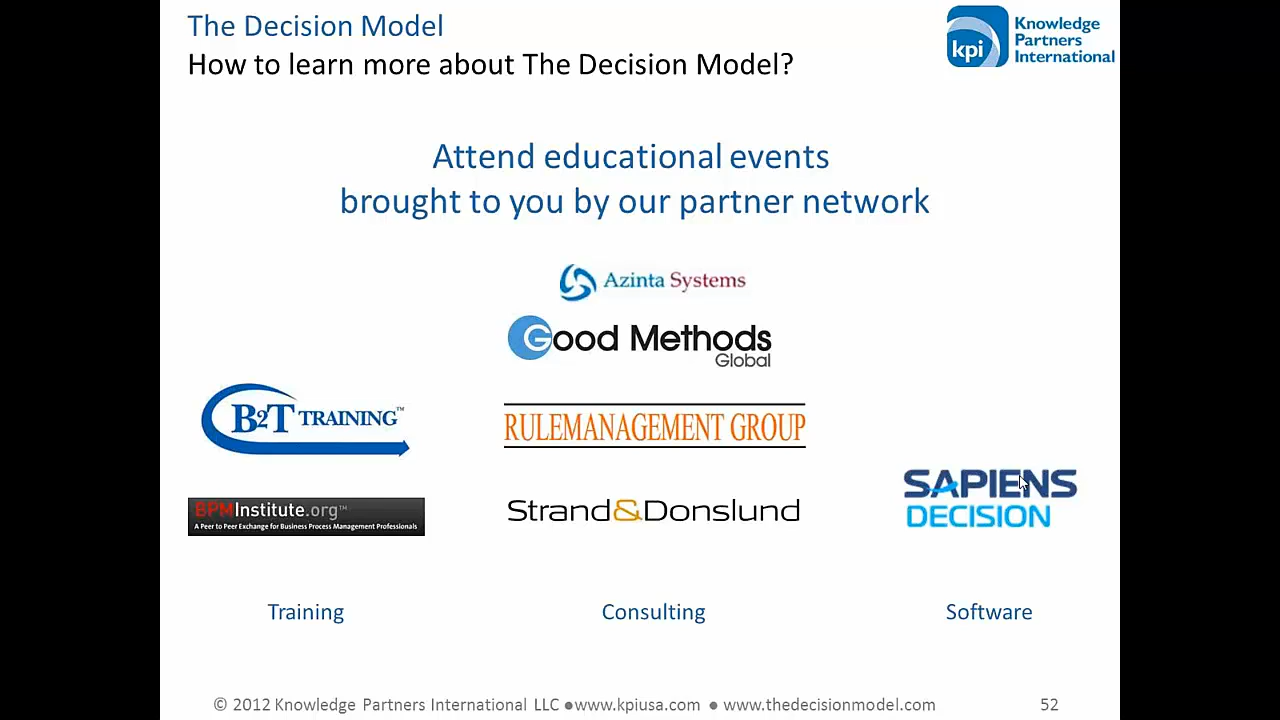 The Decision Model
How to learn more about The Decision Model?
kpi
Knowledge
Partners
International
Attend educational events
brought to you by our partner network
Azinta Systems
Good Methods
Global
B2T TRAINING™
RULEMANAGEMENT GROUP
SAPIENS
DECISION
BPMInstitute.org™
A Peer to Peer Exchange for Business Process Management Professionals
Strand&Donslund
Training
Consulting
Software
© 2012 Knowledge Partners International LLC ●www.kpiusa.com ● www.thedecisionmodel.com
52